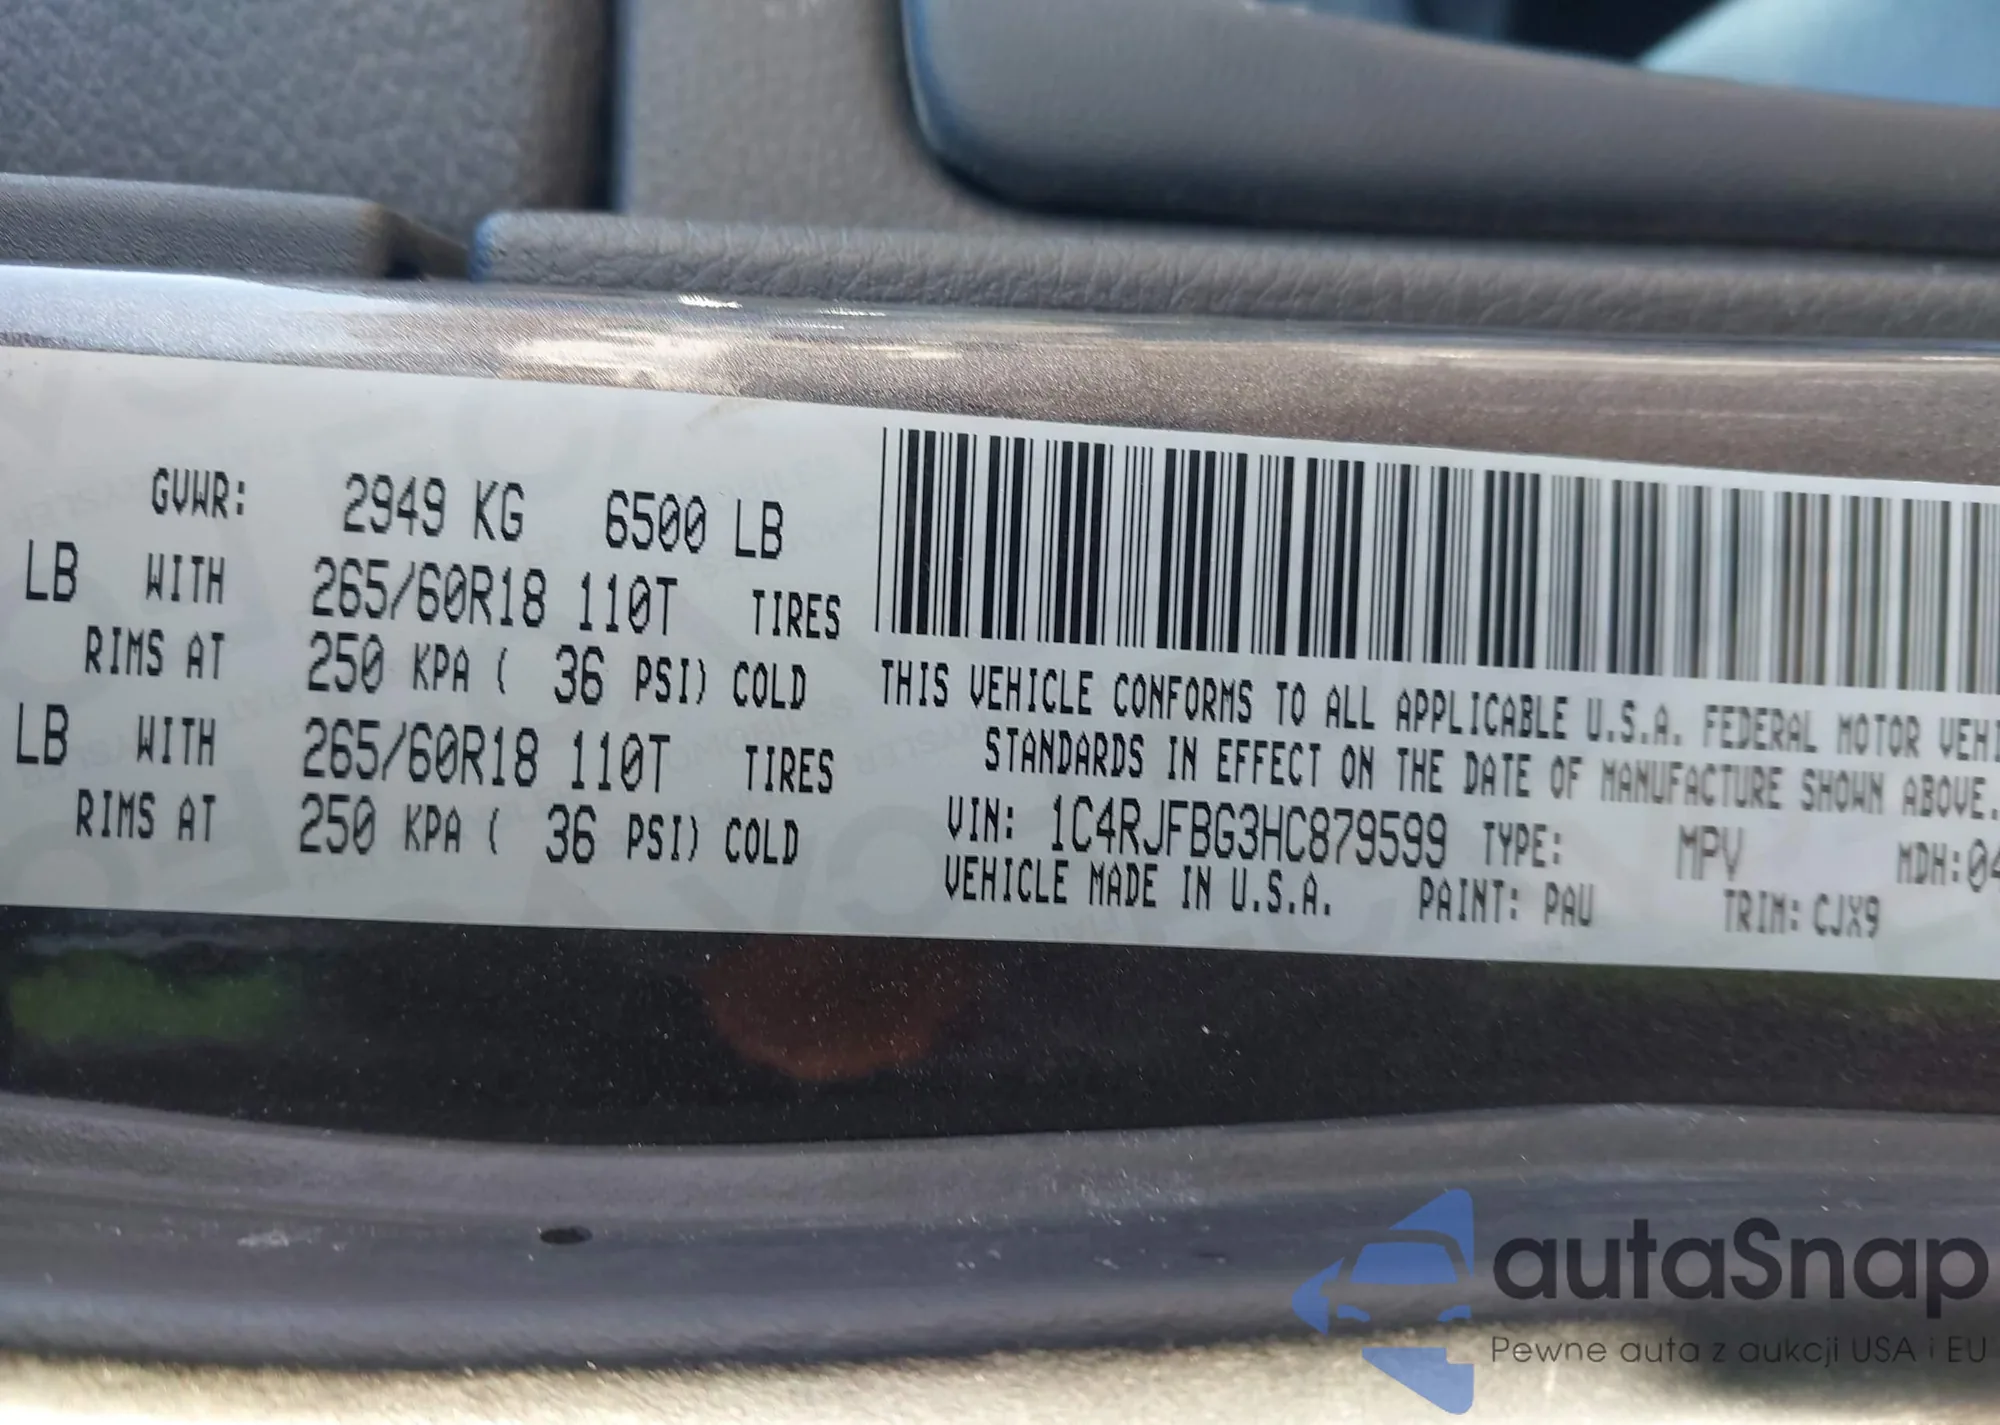 GVWR: 2949 KG 6500 LB
LB WITH 265/60R18 110T TIRES
RIMS AT 250 KPA ( 36 PSI) COLD
LB WITH 265/60R18 110T TIRES
RIMS AT 250 KPA ( 36 PSI) COLD
THIS VEHICLE CONFORMS TO ALL APPLICABLE U.S.A. FEDERAL MOTOR VEHI
STANDARDS IN EFFECT ON THE DATE OF MANUFACTURE SHOWN ABOVE.
VIN: 1C4RJFBG3HC879599 TYPE: MPV MDH:04
VEHICLE MADE IN U.S.A. PAINT: PAU TRIM: CJX9
autaSnap
Pewne auta z aukcji USA i EU